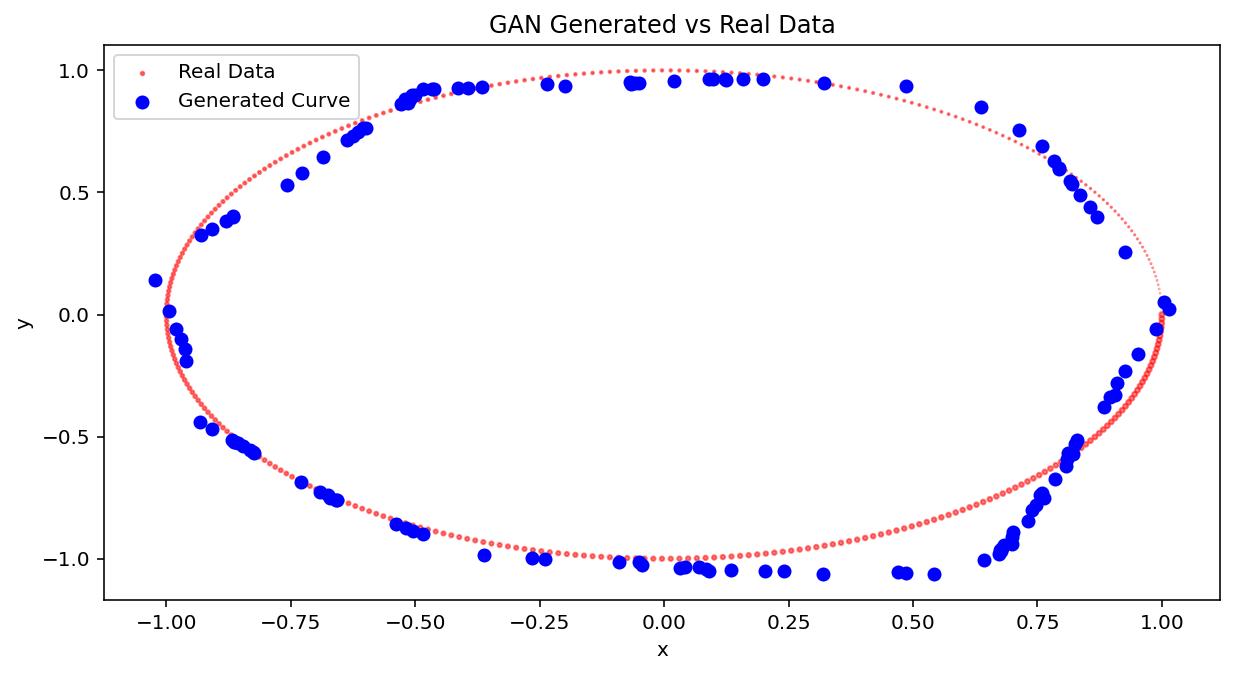 GAN Generated vs Real Data
Real Data
Generated Curve
1.0
0.5
0.0
−0.5
−1.0
y
−1.00 −0.75 −0.50 −0.25 0.00 0.25 0.50 0.75 1.00
x